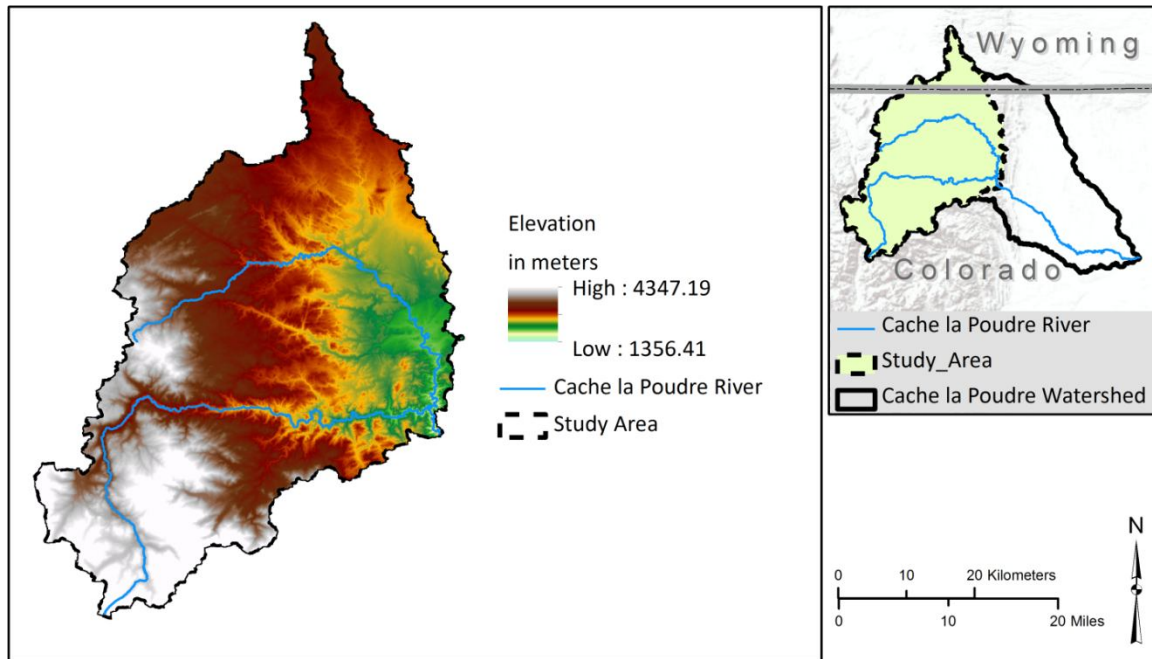 Elevation
in meters
High : 4347.19
Low : 1356.41
Cache la Poudre River
Study Area
Wyoming
Colorado
Cache la Poudre River
Study_Area
Cache la Poudre Watershed
N
0 10 20 Kilometers
0 10 20 Miles